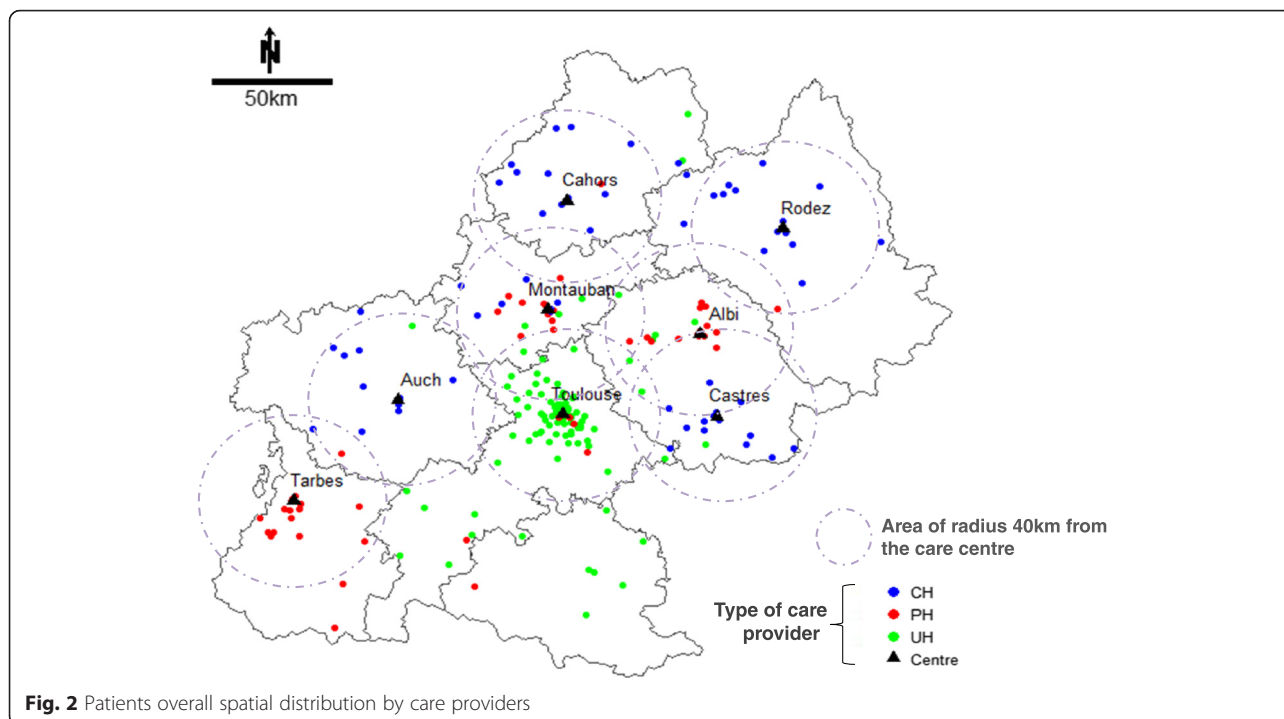 N
50km
Cahors
Rodez
Montauban
Albi
Auch
Toulouse
Castres
Tarbes
Area of radius 40km from
the care centre
Type of care
provider
CH
PH
UH
Centre
Fig. 2 Patients overall spatial distribution by care providers